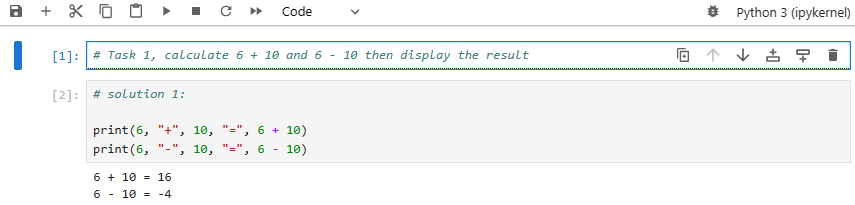 Code
Python 3 (ipykernel)
[1]: # Task 1, calculate 6 + 10 and 6 - 10 then display the result
[2]: # solution 1:
print(6, "+", 10, "=", 6 + 10)
print(6, "-", 10, "=", 6 - 10)
6 + 10 = 16
6 - 10 = -4